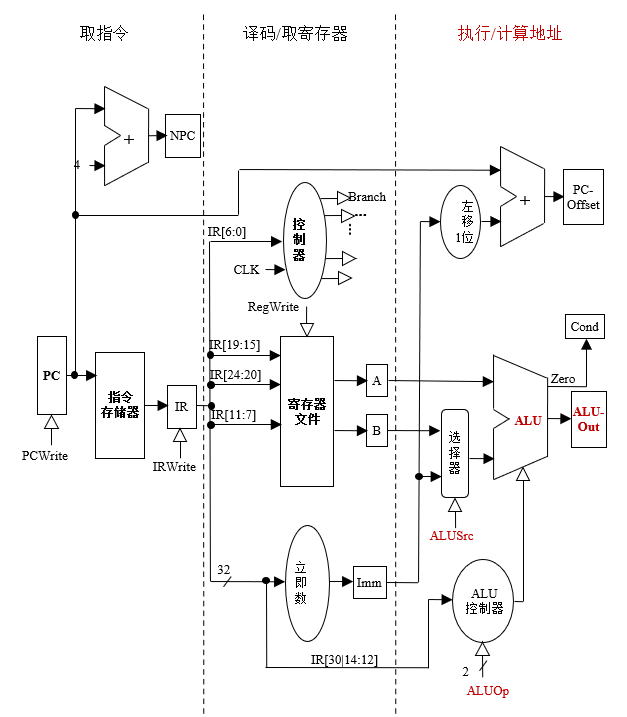 取指令
译码/取寄存器
执行/计算地址
+
NPC
4
左
移
1位
+
PC-
Offset
控
制
器
Branch
...
IR[6:0]
CLK
RegWrite
Cond
PC
指令
存储器
IR
IR[19:15]
IR[24:20]
IR[11:7]
寄存器
文件
A
B
选
择
器
ALU
Zero
ALU-
Out
PCWrite
IRWrite
ALUSrc
32
立
即
数
Imm
ALU
控制器
IR[30|14:12]
2
ALUOp